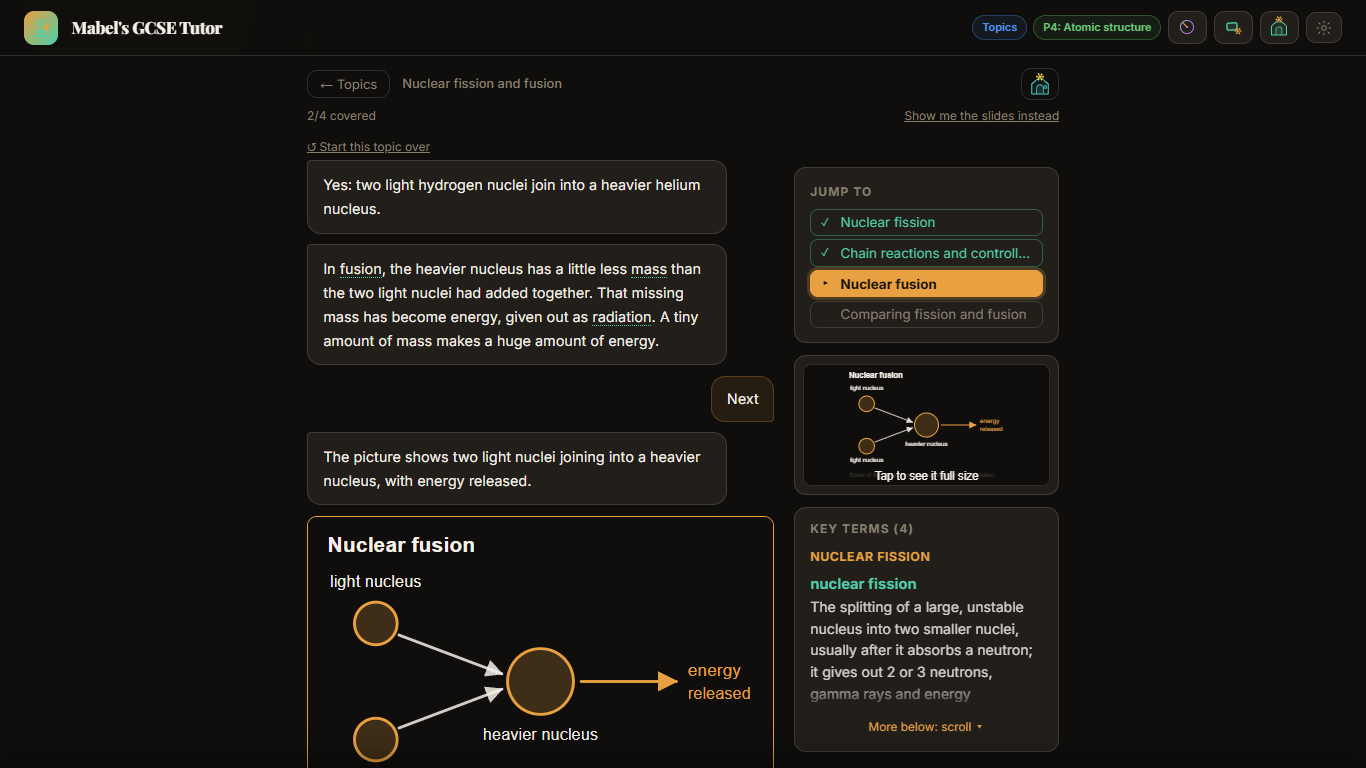 Mabel's GCSE Tutor
Topics
P4: Atomic structure
← Topics
Nuclear fission and fusion
2/4 covered
Show me the slides instead
↺ Start this topic over
Yes: two light hydrogen nuclei join into a heavier helium
nucleus.
In fusion, the heavier nucleus has a little less mass than
the two light nuclei had added together. That missing
mass has become energy, given out as radiation. A tiny
amount of mass makes a huge amount of energy.
Next
The picture shows two light nuclei joining into a heavier
nucleus, with energy released.
Nuclear fusion
light nucleus
energy
released
heavier nucleus
JUMP TO
✓ Nuclear fission
✓ Chain reactions and controll...
Nuclear fusion
Comparing fission and fusion
Nuclear fusion
light nucleus
energy
released
heavier nucleus
light nucleus
Tap to see it full size
KEY TERMS (4)
NUCLEAR FISSION
nuclear fission
The splitting of a large, unstable
nucleus into two smaller nuclei,
usually after it absorbs a neutron;
it gives out 2 or 3 neutrons,
gamma rays and energy
More below: scroll